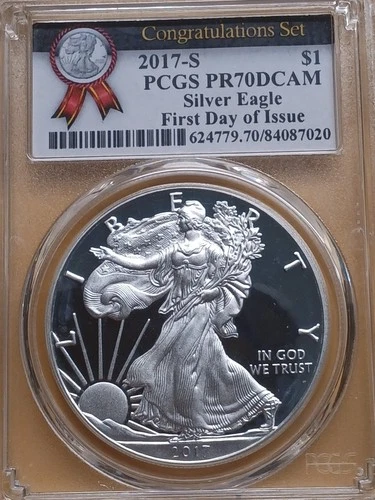 Congratulations Set
2017-S $1
PCGS PR70DCAM
Silver Eagle
First Day of Issue
624779.70/84087020
LIBERTY
IN GOD
WE TRUST
2017
PCGS